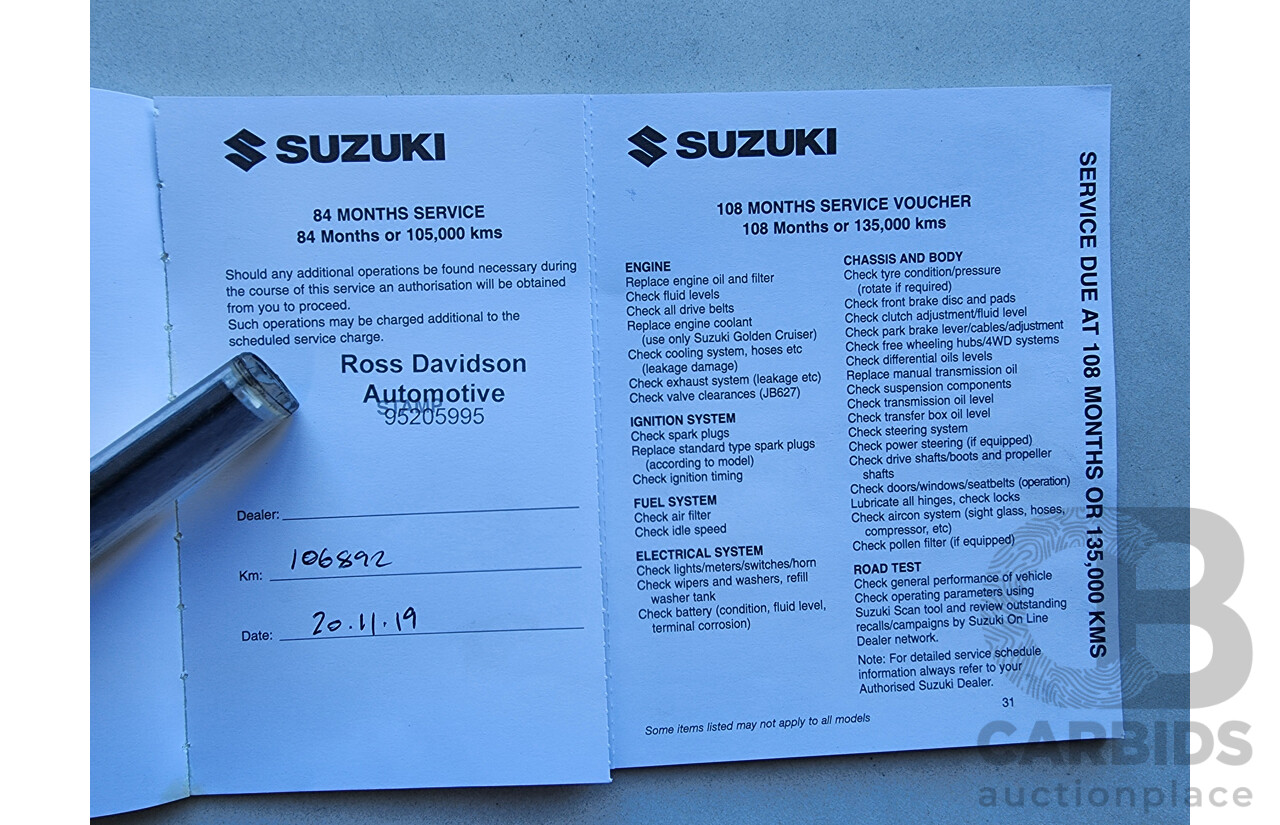 SUZUKI
84 MONTHS SERVICE
84 Months or 105,000 kms
Should any additional operations be found necessary during
the course of this service an authorisation will be obtained
from you to proceed.
Such operations may be charged additional to the
scheduled service charge.
Ross Davidson
Automotive
STAMP
95205995
Dealer:
Km: 106892
Date: 20.11.19
SUZUKI
108 MONTHS SERVICE VOUCHER
108 Months or 135,000 kms
ENGINE
Replace engine oil and filter
Check fluid levels
Check all drive belts
Replace engine coolant
(use only Suzuki Golden Cruiser)
Check cooling system, hoses etc
(leakage damage)
Check exhaust system (leakage etc)
Check valve clearances (JB627)
IGNITION SYSTEM
Check spark plugs
Replace standard type spark plugs
(according to model)
Check ignition timing
FUEL SYSTEM
Check air filter
Check idle speed
ELECTRICAL SYSTEM
Check lights/meters/switches/horn
Check wipers and washers, refill
washer tank
Check battery (condition, fluid level,
terminal corrosion)
CHASSIS AND BODY
Check tyre condition/pressure
(rotate if required)
Check front brake disc and pads
Check clutch adjustment/fluid level
Check park brake lever/cables/adjustment
Check free wheeling hubs/4WD systems
Check differential oils levels
Replace manual transmission oil
Check suspension components
Check transmission oil level
Check transfer box oil level
Check steering system
Check power steering (if equipped)
Check drive shafts/boots and propeller
shafts
Check doors/windows/seatbelts (operation)
Lubricate all hinges, check locks
Check aircon system (sight glass, hoses,
compressor, etc)
Check pollen filter (if equipped)
ROAD TEST
Check general performance of vehicle
Check operating parameters using
Suzuki Scan tool and review outstanding
recalls/campaigns by Suzuki On Line
Dealer network.
Note: For detailed service schedule
information always refer to your
Authorised Suzuki Dealer.
31
Some items listed may not apply to all models
SERVICE DUE AT 108 MONTHS OR 135,000 KMS
CB
CARBIDS
auctionplace